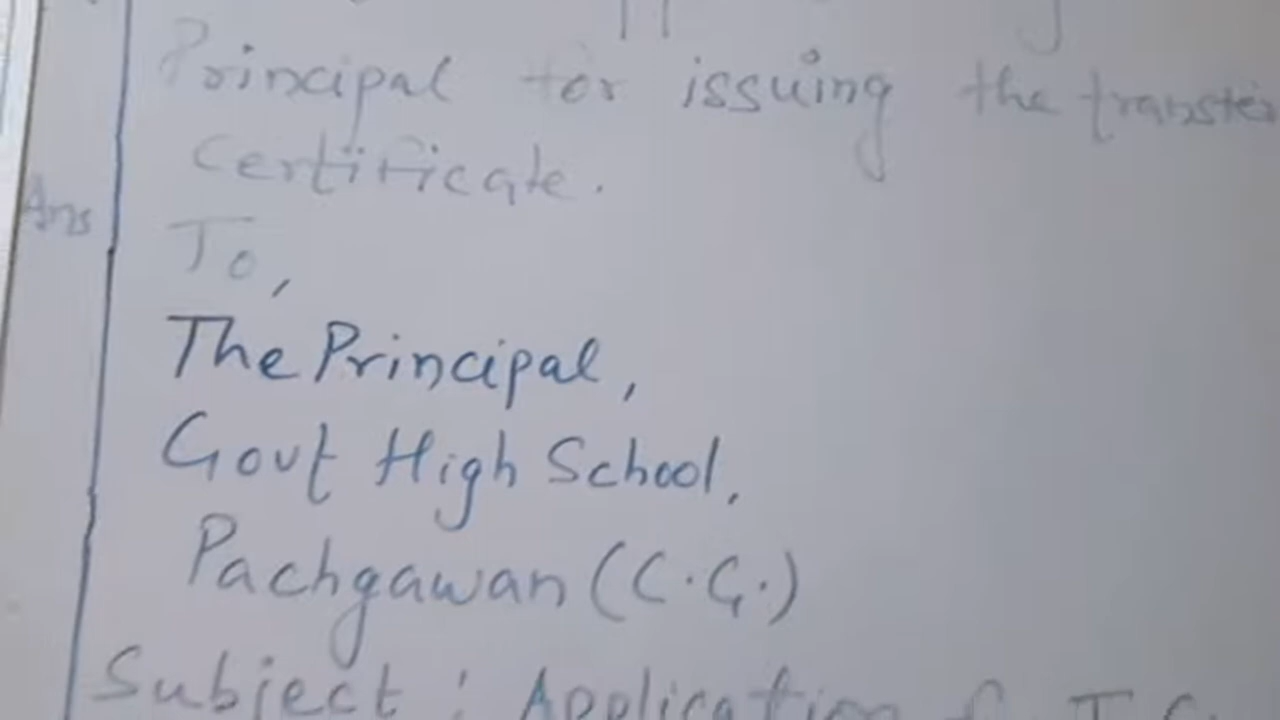 Principal for issuing the transfer
Certificate.
Ans
To,
The Principal,
Govt High School,
Pachgawan (C.G.)
Subject : Application f T.C.